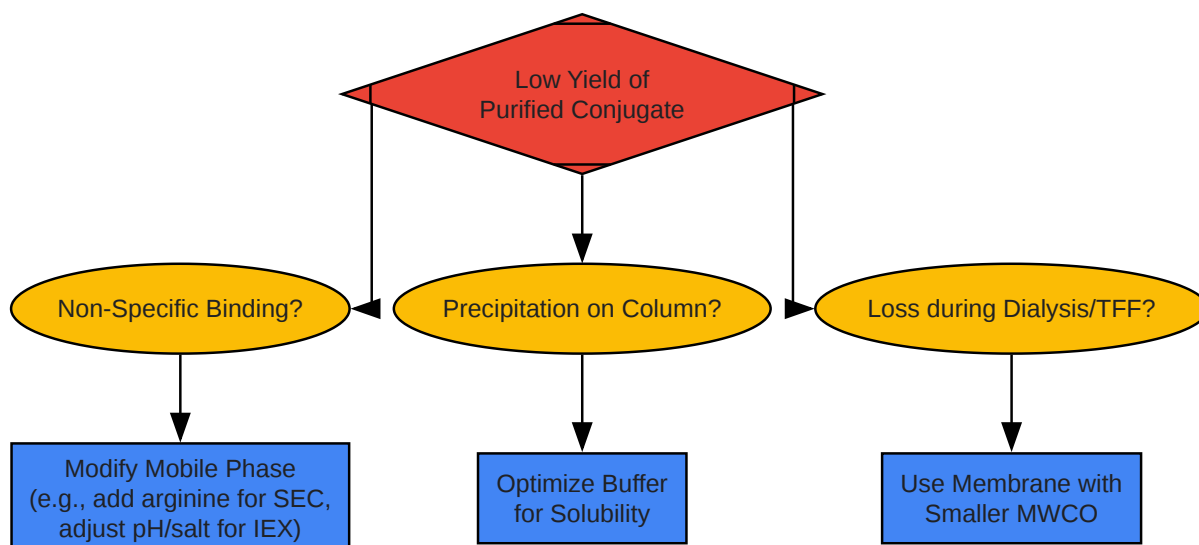 Low Yield of
Purified Conjugate
Non-Specific Binding?
Precipitation on Column?
Loss during Dialysis/TFF?
Modify Mobile Phase
(e.g., add arginine for SEC,
adjust pH/salt for IEX)
Optimize Buffer
for Solubility
Use Membrane with
Smaller MWCO